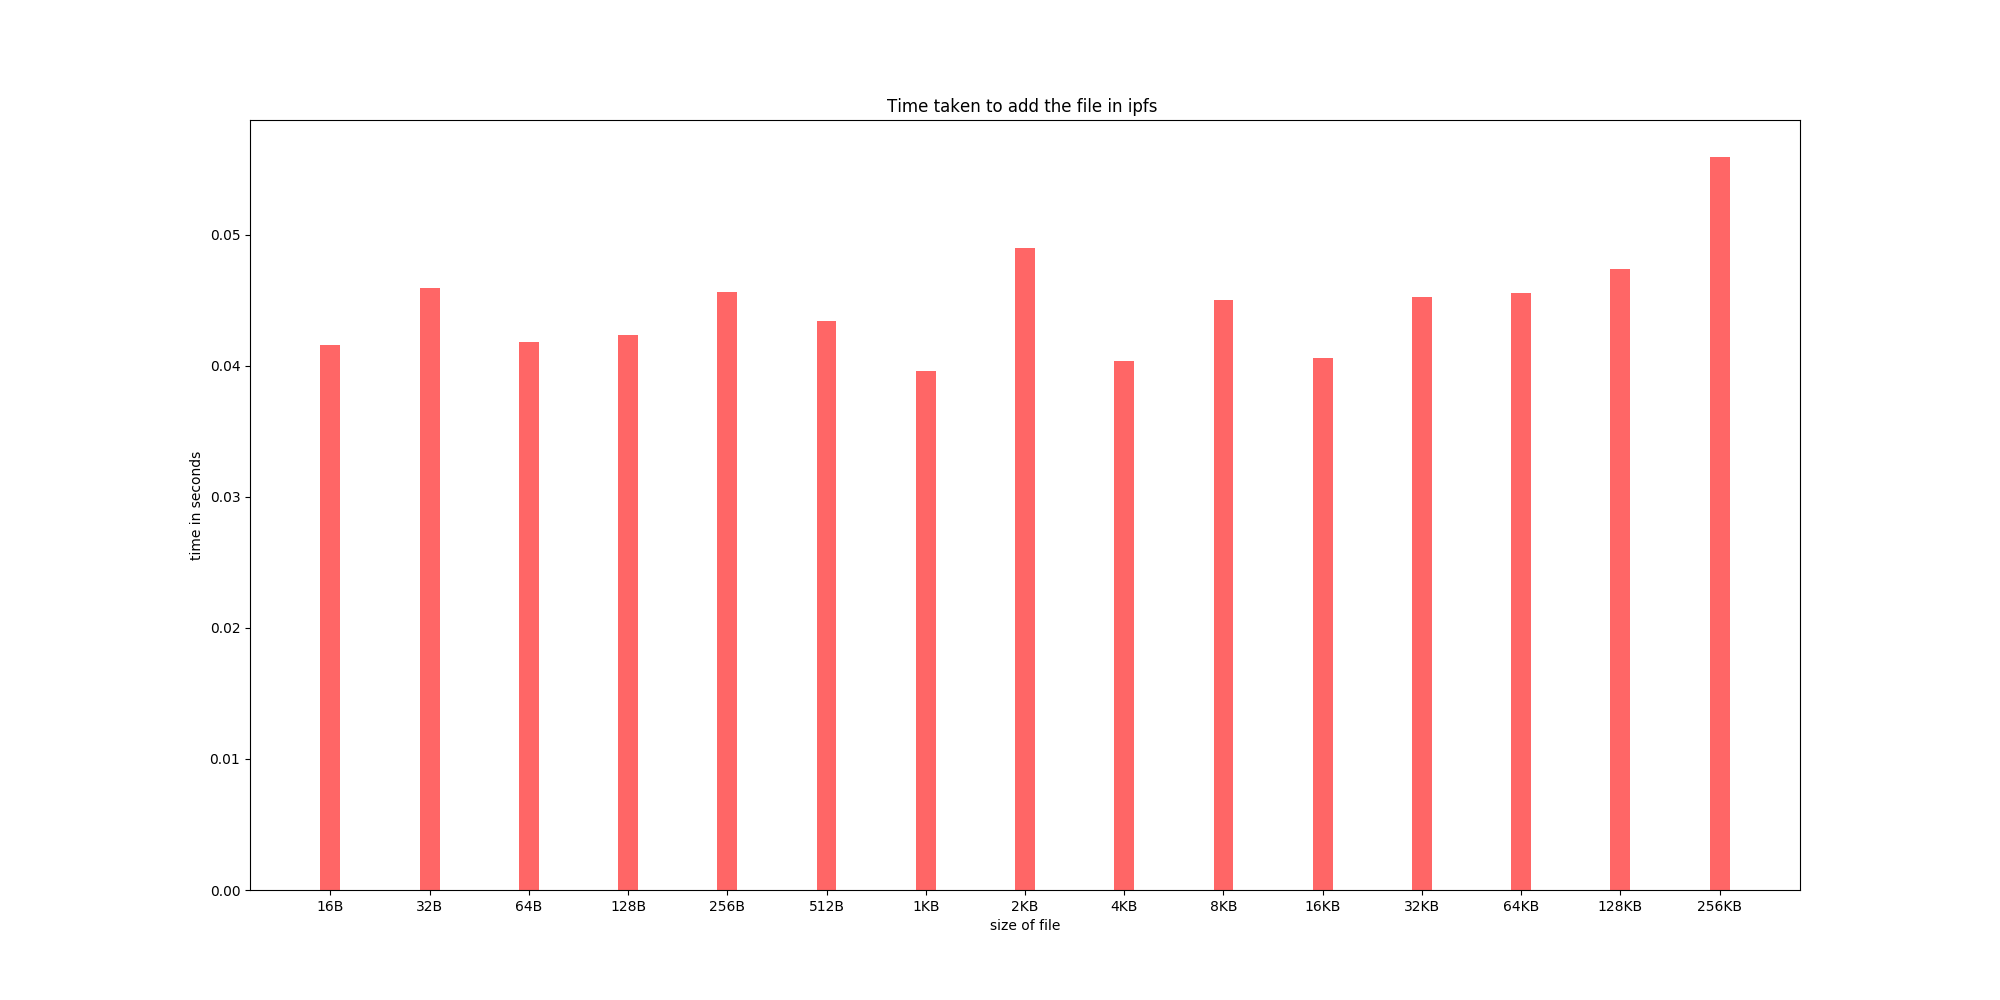 Time taken to add the file in ipfs
0.05
0.04
0.03
0.02
0.01
0.00
time in seconds
16B 32B 64B 128B 256B 512B 1KB 2KB 4KB 8KB 16KB 32KB 64KB 128KB 256KB
size of file